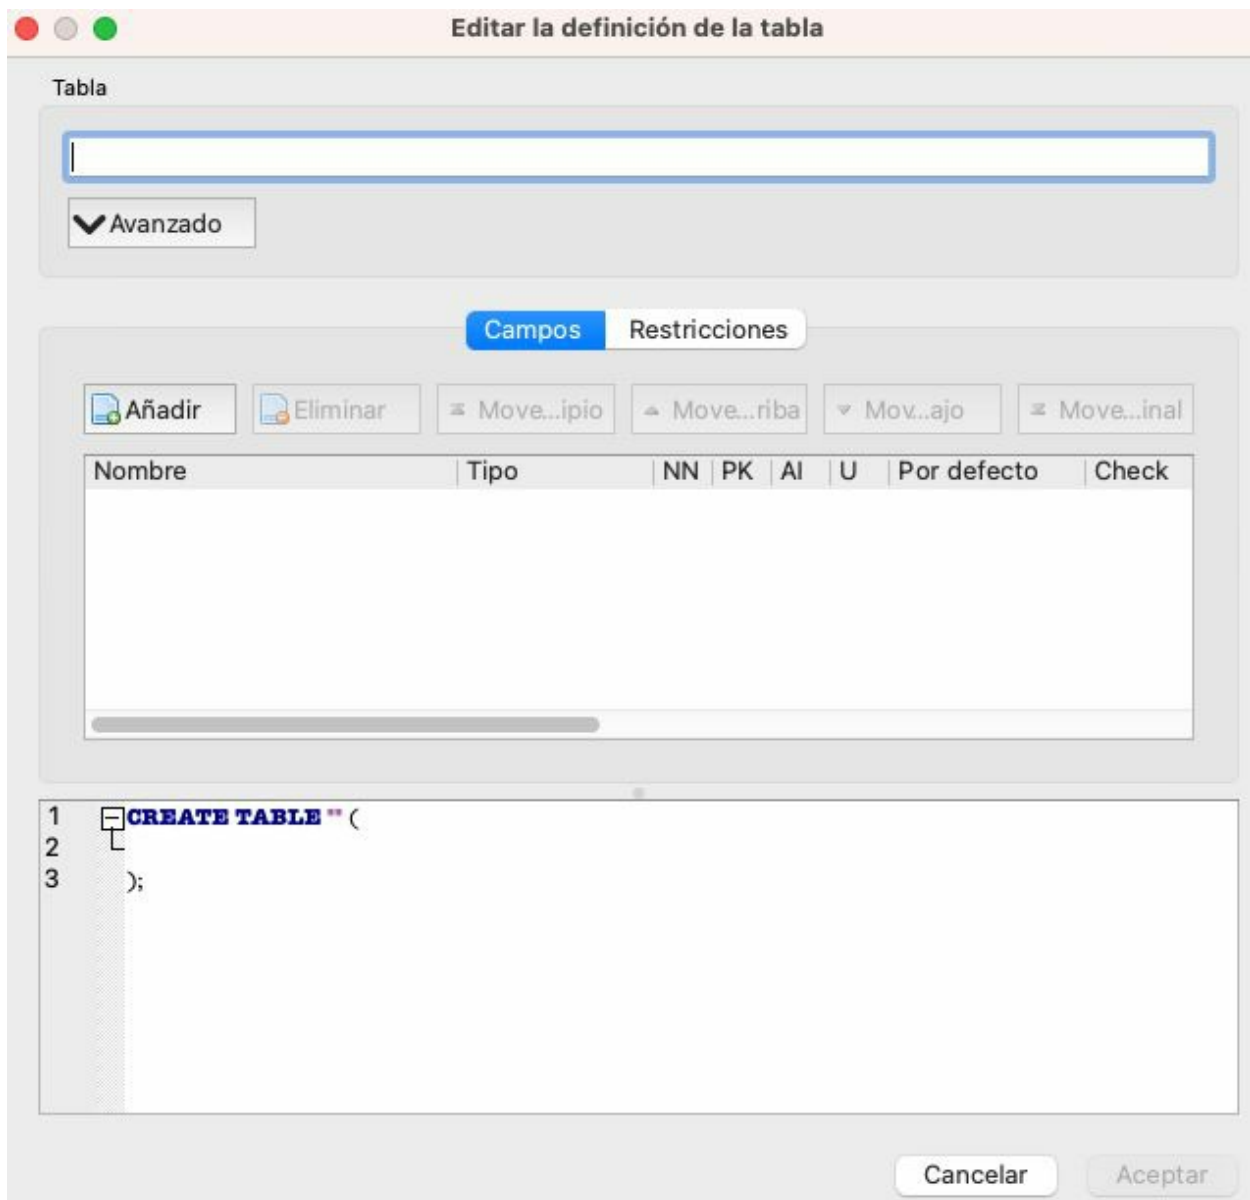 Editar la definición de la tabla
Tabla
Avanzado
Campos Restricciones
Añadir Eliminar Move...ipio Move...riba Mov...ajo Move...inal
Nombre Tipo NN PK AI U Por defecto Check
1 CREATE TABLE "" (
2
3 );
Cancelar Aceptar